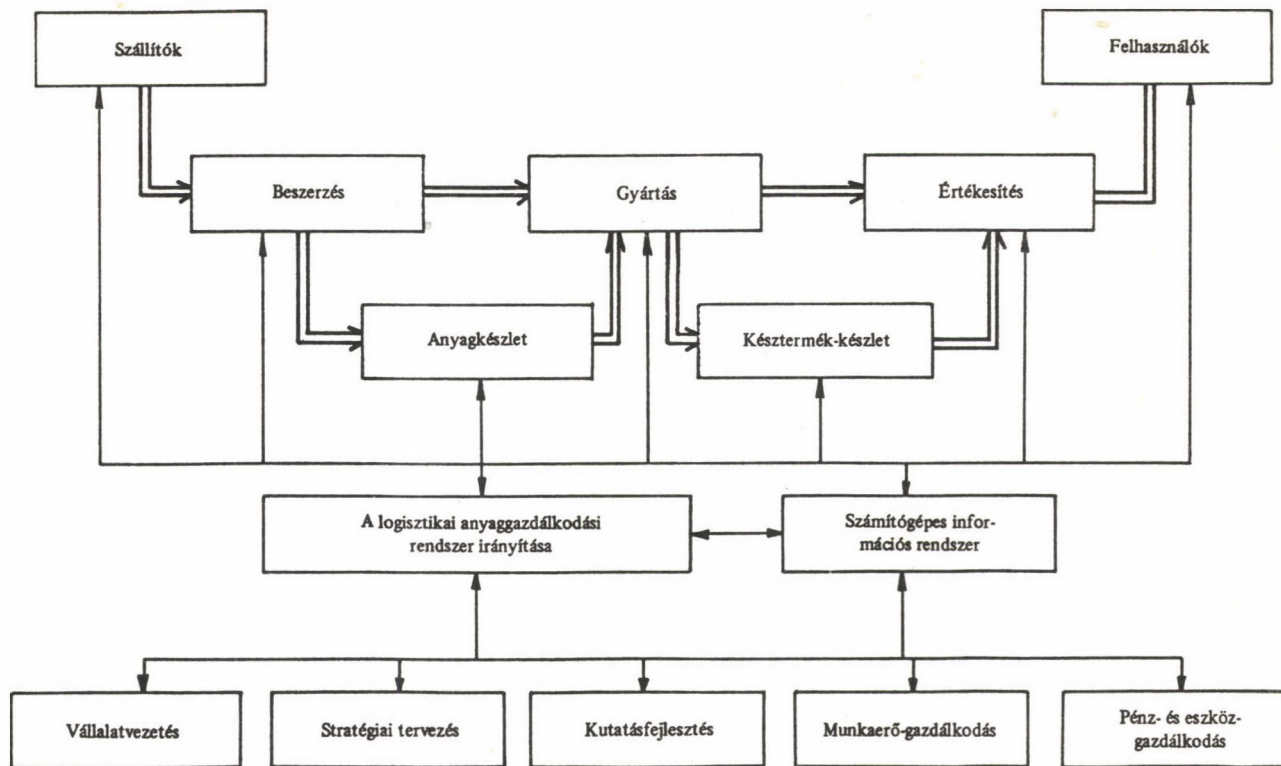 Szállítók
Felhasználók
Beszerzés
Gyártás
Értékesítés
Anyagkészlet
Késztermék-készlet
A logisztikai anyaggazdálkodási
rendszer irányítása
Számítógépes infor-
mációs rendszer
Vállalatvezetés
Stratégiai tervezés
Kutatásfejlesztés
Munkaerő-gazdálkodás
Pénz- és eszköz-
gazdálkodás